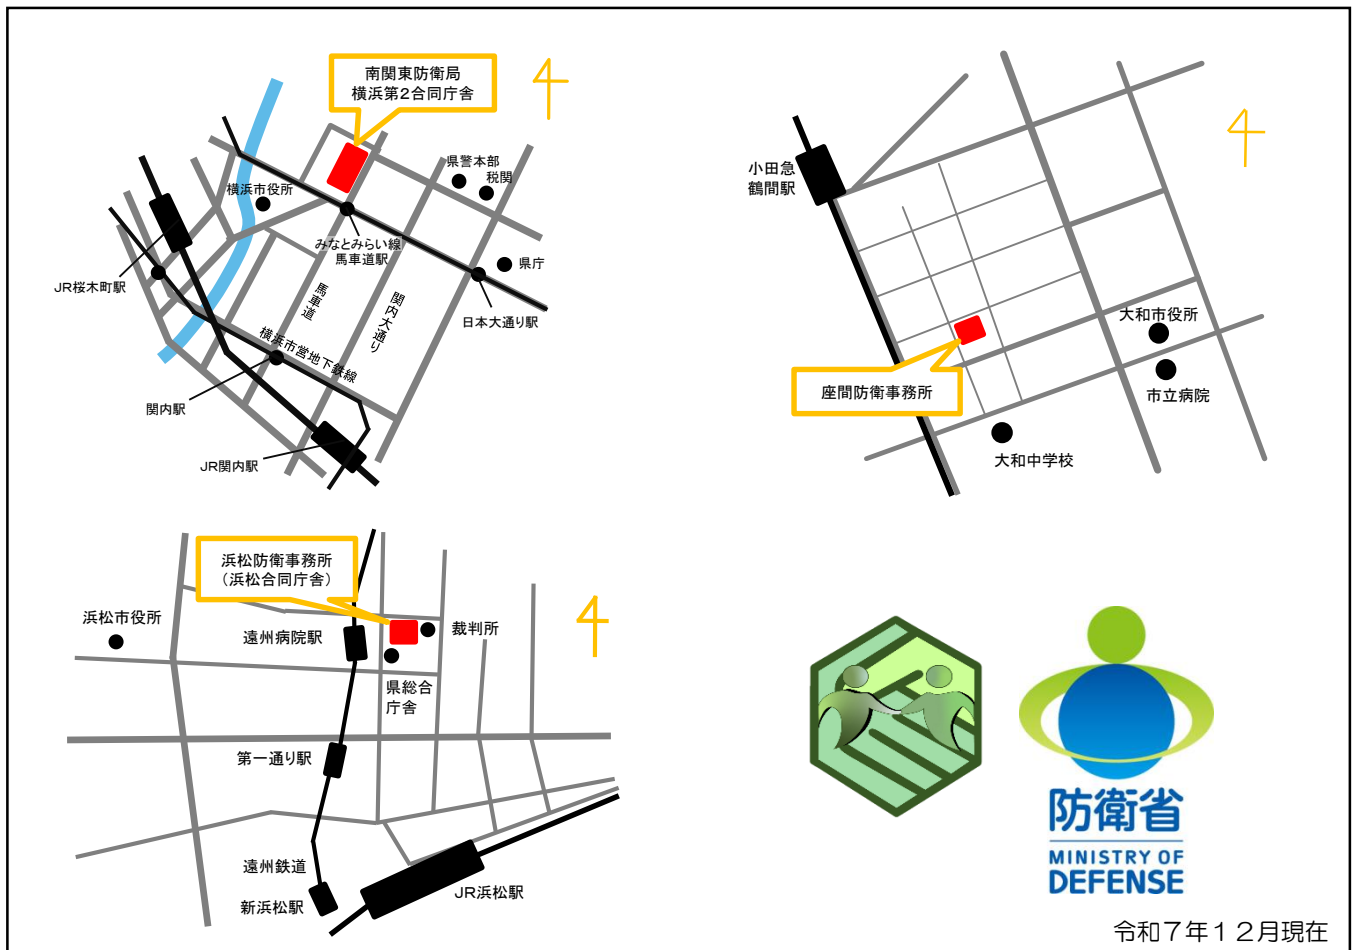 南関東防衛局
横浜第2合同庁舎
県警本部
税関
横浜市役所
みなとみらい線
馬車道駅
県庁
JR桜木町駅
馬車道
関内大通り
日本大通り駅
横浜市営地下鉄線
関内駅
JR関内駅
小田急
鶴間駅
大和市役所
座間防衛事務所
市立病院
大和中学校
浜松防衛事務所
（浜松合同庁舎）
浜松市役所
遠州病院駅
裁判所
県総合
庁舎
第一通り駅
遠州鉄道
新浜松駅
JR浜松駅
防衛省
MINISTRY OF
DEFENSE
令和７年１２月現在